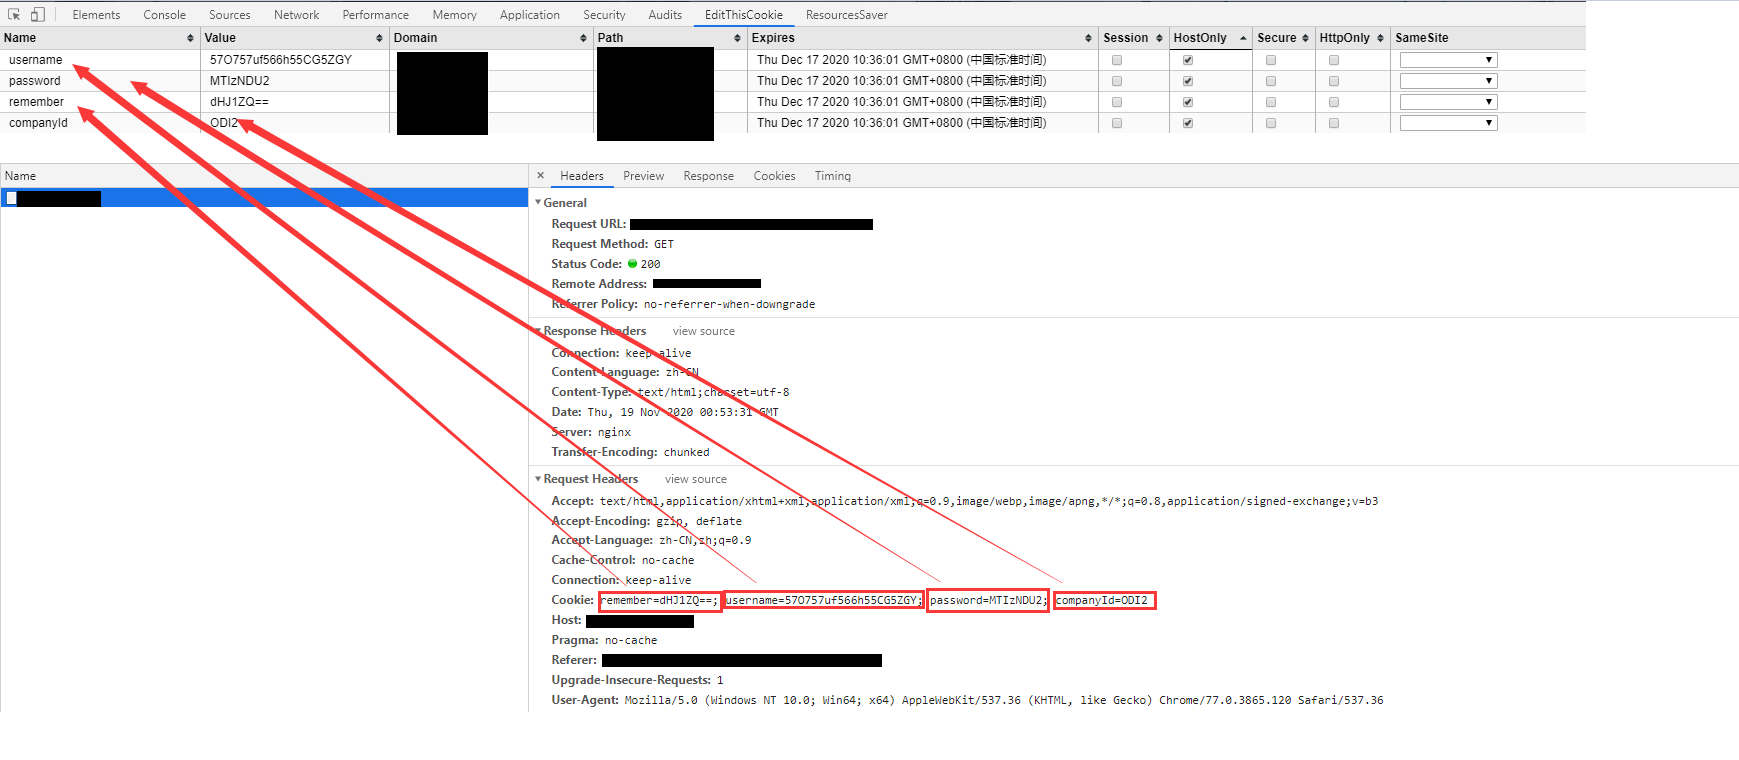 Elements Console Sources Network Performance Memory Application Security Audits EditThisCookie ResourcesSaver
Name Value Domain Path Expires Session HostOnly Secure HttpOnly SameSite
username 57O757uf566h55CG5ZGY Thu Dec 17 2020 10:36:01 GMT+0800 (中国标准时间)
password MTIzNDU2 Thu Dec 17 2020 10:36:01 GMT+0800 (中国标准时间)
remember dHJ1ZQ== Thu Dec 17 2020 10:36:01 GMT+0800 (中国标准时间)
companyId ODI2 Thu Dec 17 2020 10:36:01 GMT+0800 (中国标准时间)
Name
× Headers Preview Response Cookies Timing
General
Request URL:
Request Method: GET
Status Code: 200
Remote Address:
Referrer Policy: no-referrer-when-downgrade
Response Headers view source
Connection: keep-alive
Content-Language: zh-CN
Content-Type: text/html;charset=utf-8
Date: Thu, 19 Nov 2020 00:53:31 GMT
Server: nginx
Transfer-Encoding: chunked
Request Headers view source
Accept: text/html,application/xhtml+xml,application/xml;q=0.9,image/webp,image/apng,*/*;q=0.8,application/signed-exchange;v=b3
Accept-Encoding: gzip, deflate
Accept-Language: zh-CN,zh;q=0.9
Cache-Control: no-cache
Connection: keep-alive
Cookie: remember=dHJ1ZQ==; username=57O757uf566h55CG5ZGY; password=MTIzNDU2; companyId=ODI2
Host:
Pragma: no-cache
Referer:
Upgrade-Insecure-Requests: 1
User-Agent: Mozilla/5.0 (Windows NT 10.0; Win64; x64) AppleWebKit/537.36 (KHTML, like Gecko) Chrome/77.0.3865.120 Safari/537.36